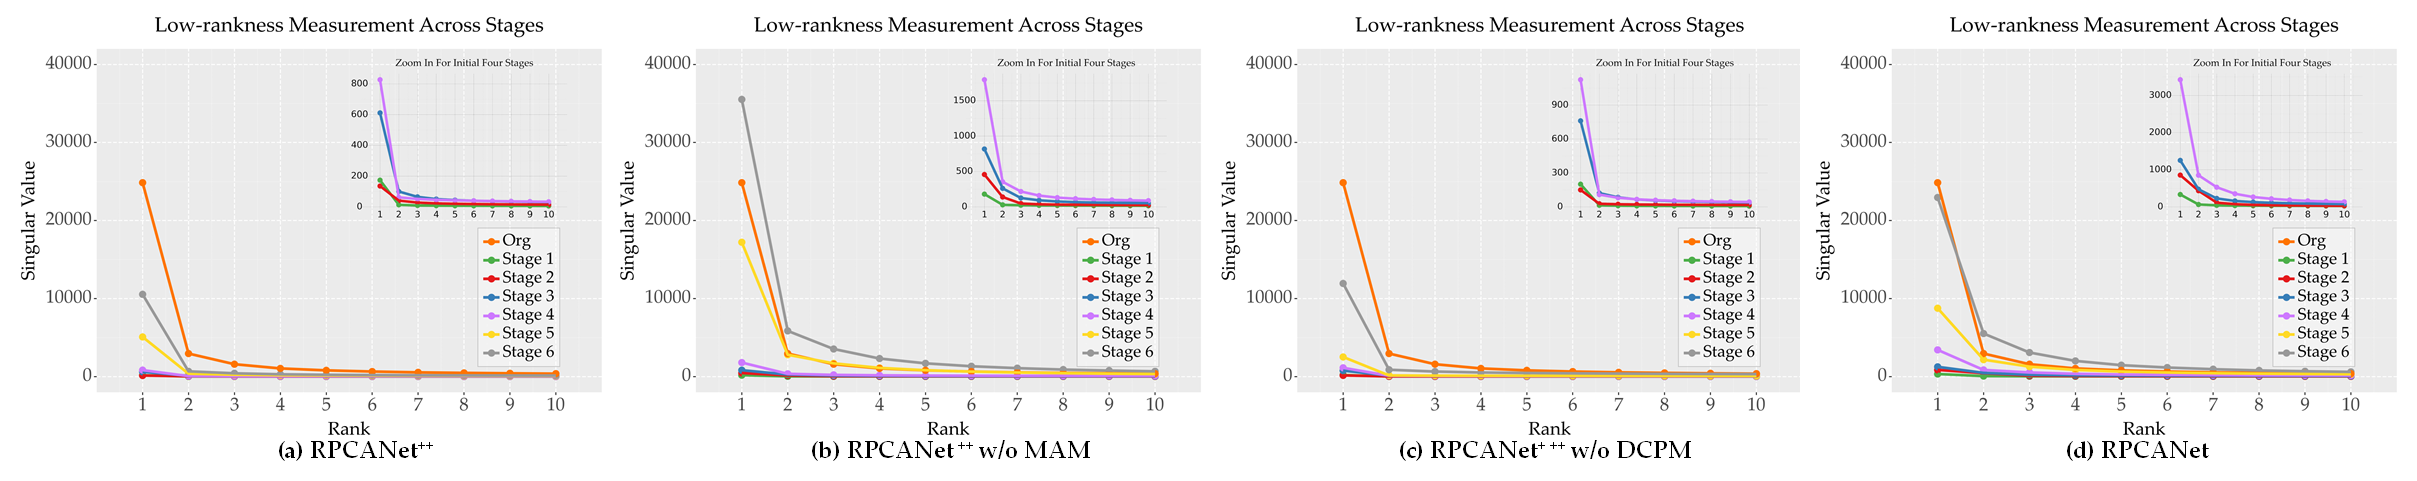 Low-rankness Measurement Across Stages
Zoom In For Initial Four Stages
800
600
400
200
0
1 2 3 4 5 6 7 8 9 10
40000
30000
20000
10000
0
Singular Value
Org
Stage 1
Stage 2
Stage 3
Stage 4
Stage 5
Stage 6
1 2 3 4 5 6 7 8 9 10
Rank
(a) RPCANet++
Low-rankness Measurement Across Stages
Zoom In For Initial Four Stages
1500
1000
500
0
1 2 3 4 5 6 7 8 9 10
40000
30000
20000
10000
0
Singular Value
Org
Stage 1
Stage 2
Stage 3
Stage 4
Stage 5
Stage 6
1 2 3 4 5 6 7 8 9 10
Rank
(b) RPCANet++ w/o MAM
Low-rankness Measurement Across Stages
Zoom In For Initial Four Stages
900
600
300
0
1 2 3 4 5 6 7 8 9 10
40000
30000
20000
10000
0
Singular Value
Org
Stage 1
Stage 2
Stage 3
Stage 4
Stage 5
Stage 6
1 2 3 4 5 6 7 8 9 10
Rank
(c) RPCANet+++ w/o DCPM
Low-rankness Measurement Across Stages
Zoom In For Initial Four Stages
3000
2000
1000
0
1 2 3 4 5 6 7 8 9 10
40000
30000
20000
10000
0
Singular Value
Org
Stage 1
Stage 2
Stage 3
Stage 4
Stage 5
Stage 6
1 2 3 4 5 6 7 8 9 10
Rank
(d) RPCANet